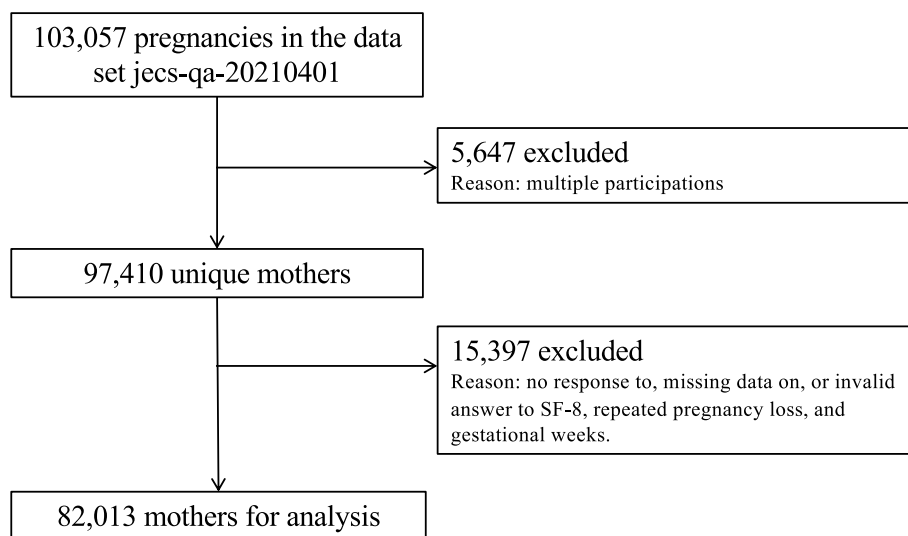 103,057 pregnancies in the data
set jecs-qa-20210401
5,647 excluded
Reason: multiple participations
97,410 unique mothers
15,397 excluded
Reason: no response to, missing data on, or invalid
answer to SF-8, repeated pregnancy loss, and
gestational weeks.
82,013 mothers for analysis